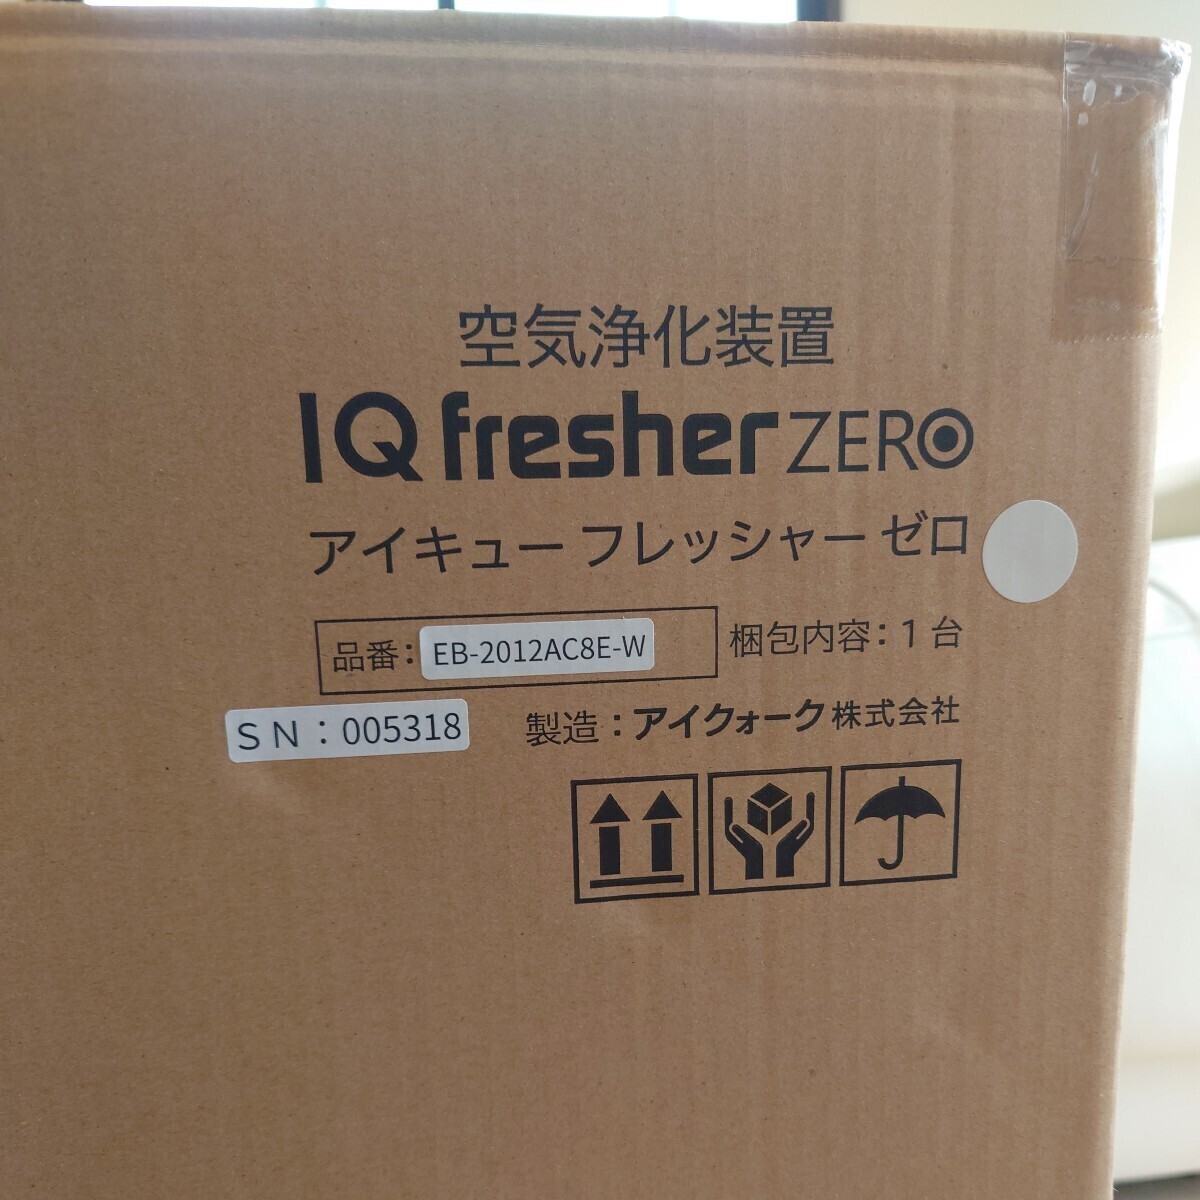 空気浄化装置
IQ fresher ZERO
アイキュー フレッシャー ゼロ
品番： EB-2012AC8E-W
梱包内容：１台
ＳＮ：005318
製造：アイクォーク株式会社